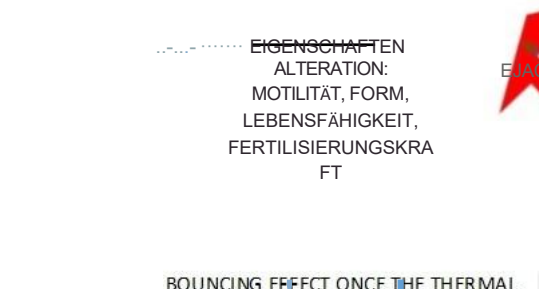 EIGENSCHAFTEN
ALTERATION:
MOTILITÄT, FORM,
LEBENSFÄHIGKEIT,
FERTILISIERUNGSKRA
FT
BOUNCING EFFECT ONCE THE THERMAL